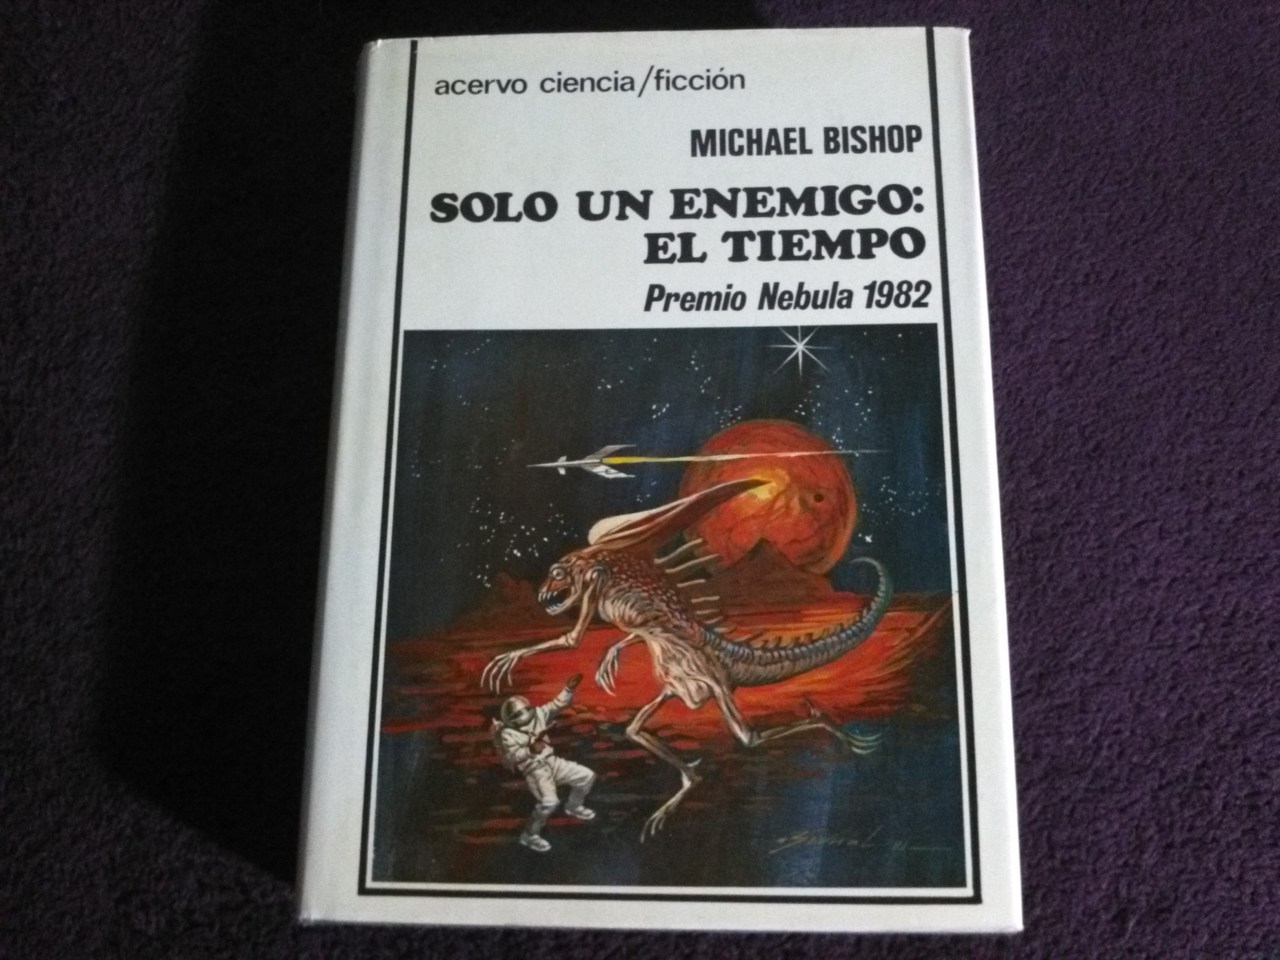 acervo ciencia/ficción
MICHAEL BISHOP
SOLO UN ENEMIGO:
EL TIEMPO
Premio Nebula 1982